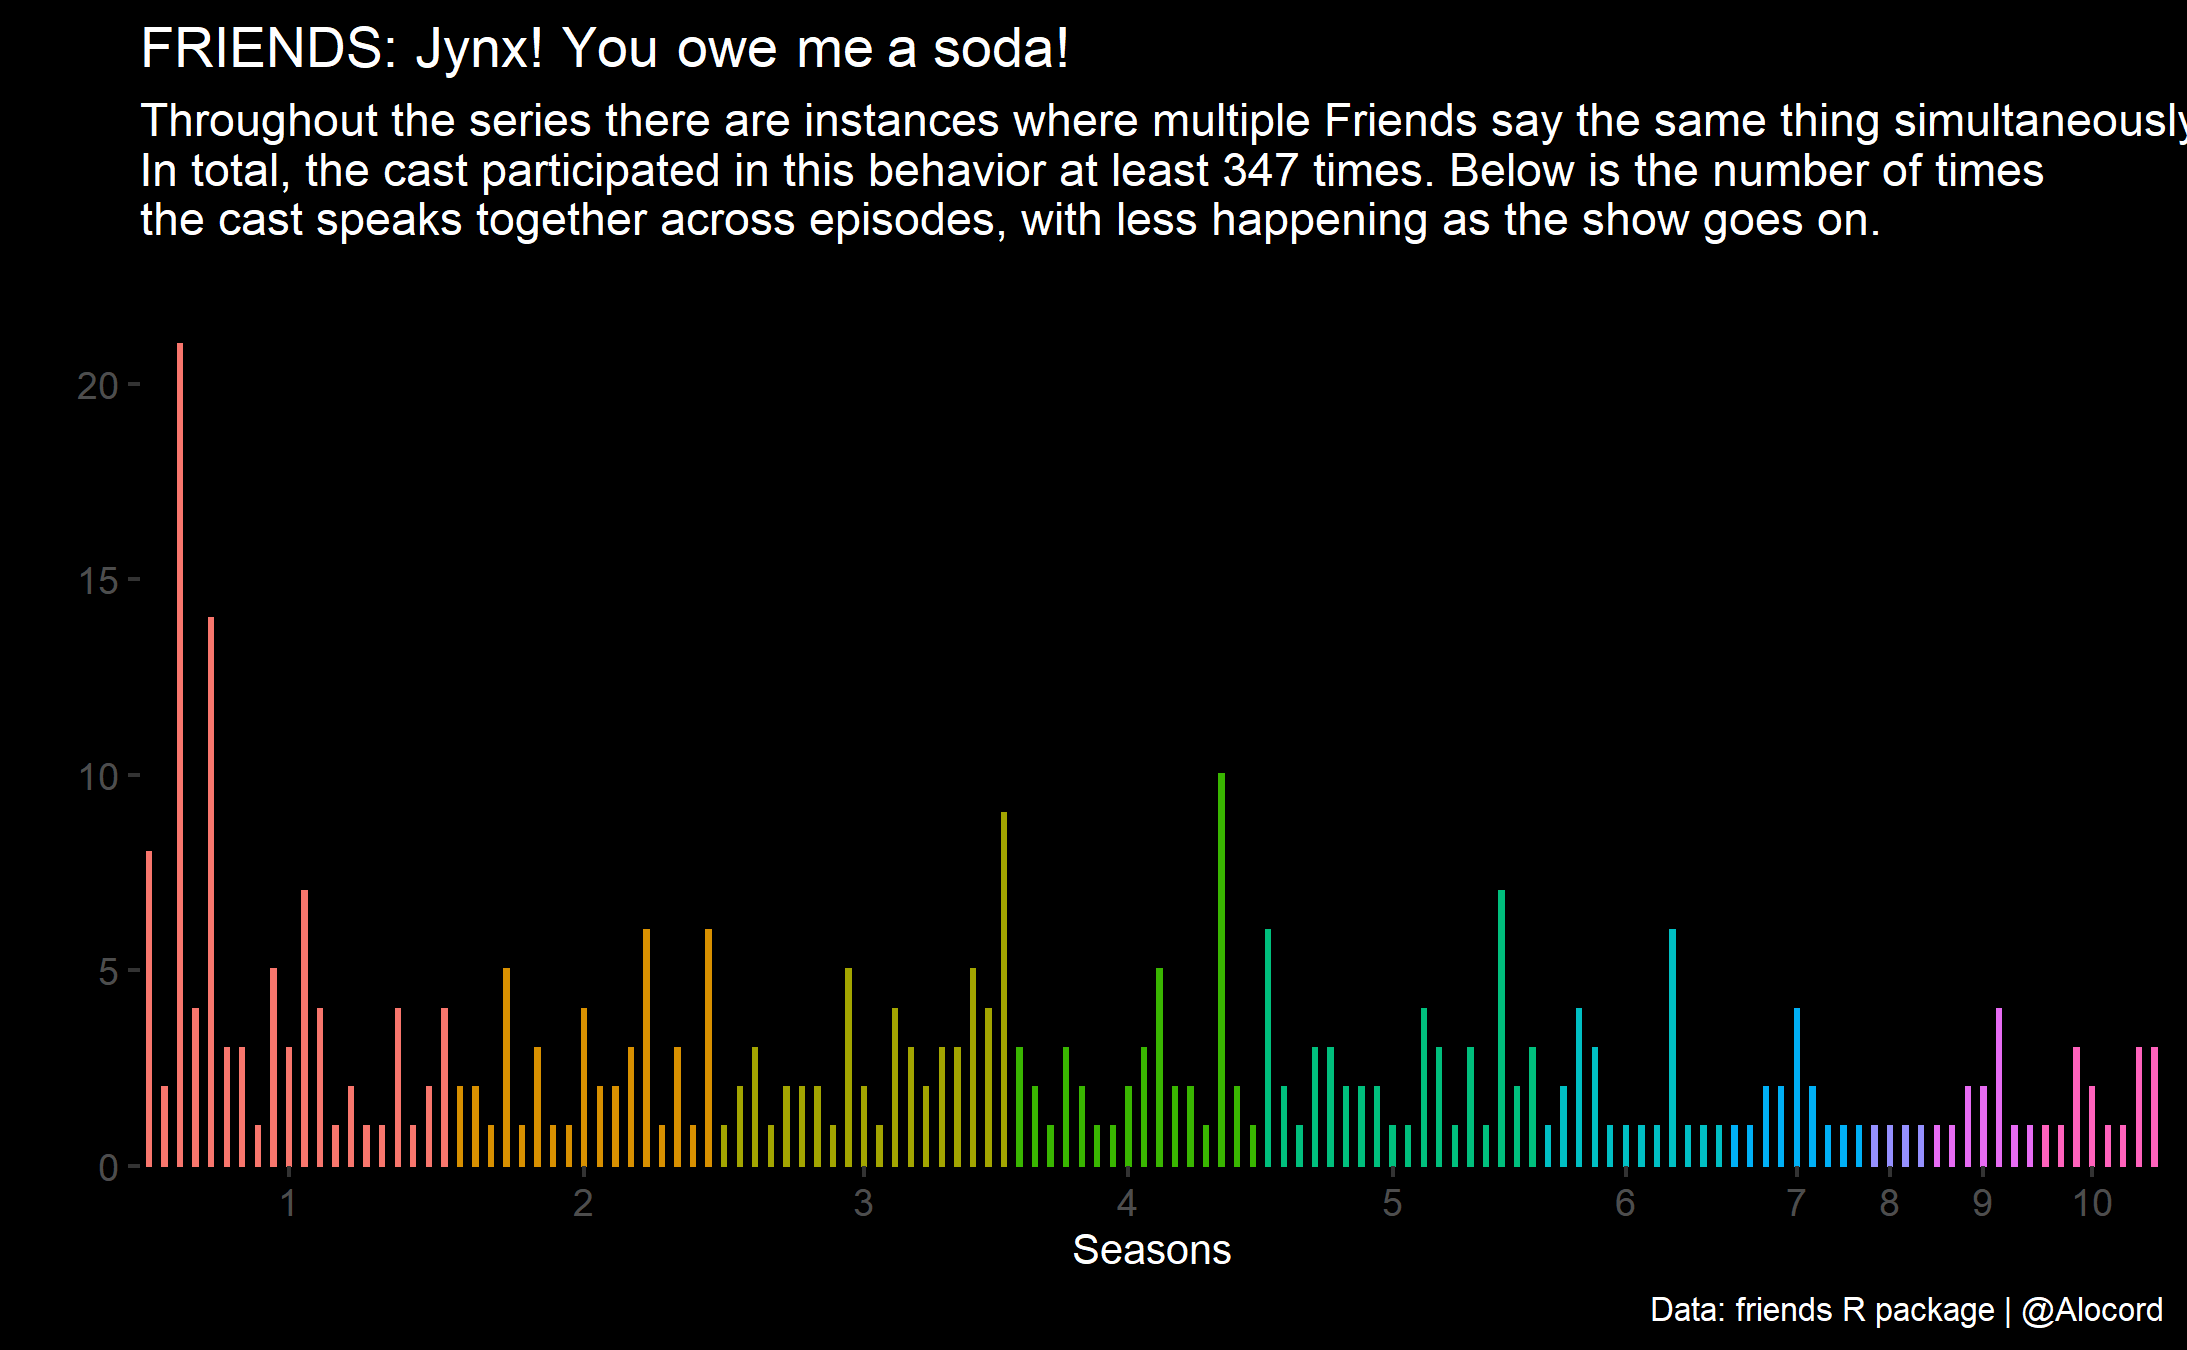 FRIENDS: Jynx! You owe me a soda!
Throughout the series there are instances where multiple Friends say the same thing simultaneously
In total, the cast participated in this behavior at least 347 times. Below is the number of times
the cast speaks together across episodes, with less happening as the show goes on.
20
15
10
5
0
1 2 3 4 5 6 7 8 9 10
Seasons
Data: friends R package | @Alocord